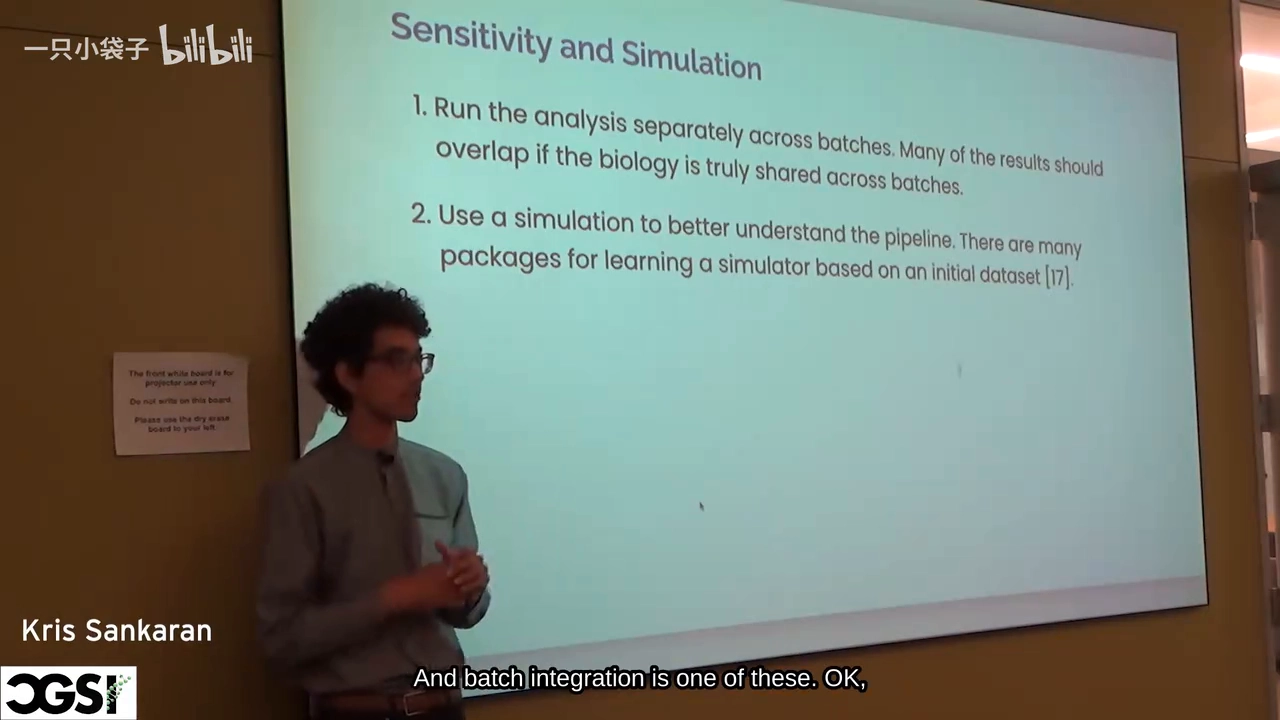 一只小袋子 bilibili
Sensitivity and Simulation
1. Run the analysis separately across batches. Many of the results should
overlap if the biology is truly shared across batches.
2. Use a simulation to better understand the pipeline. There are many
packages for learning a simulator based on an initial dataset [17].
The front white board is for
projector use only.
Do not write on this board.
Please use the dry erase
board to your left.
Kris Sankaran
CGSI
And batch integration is one of these. OK,